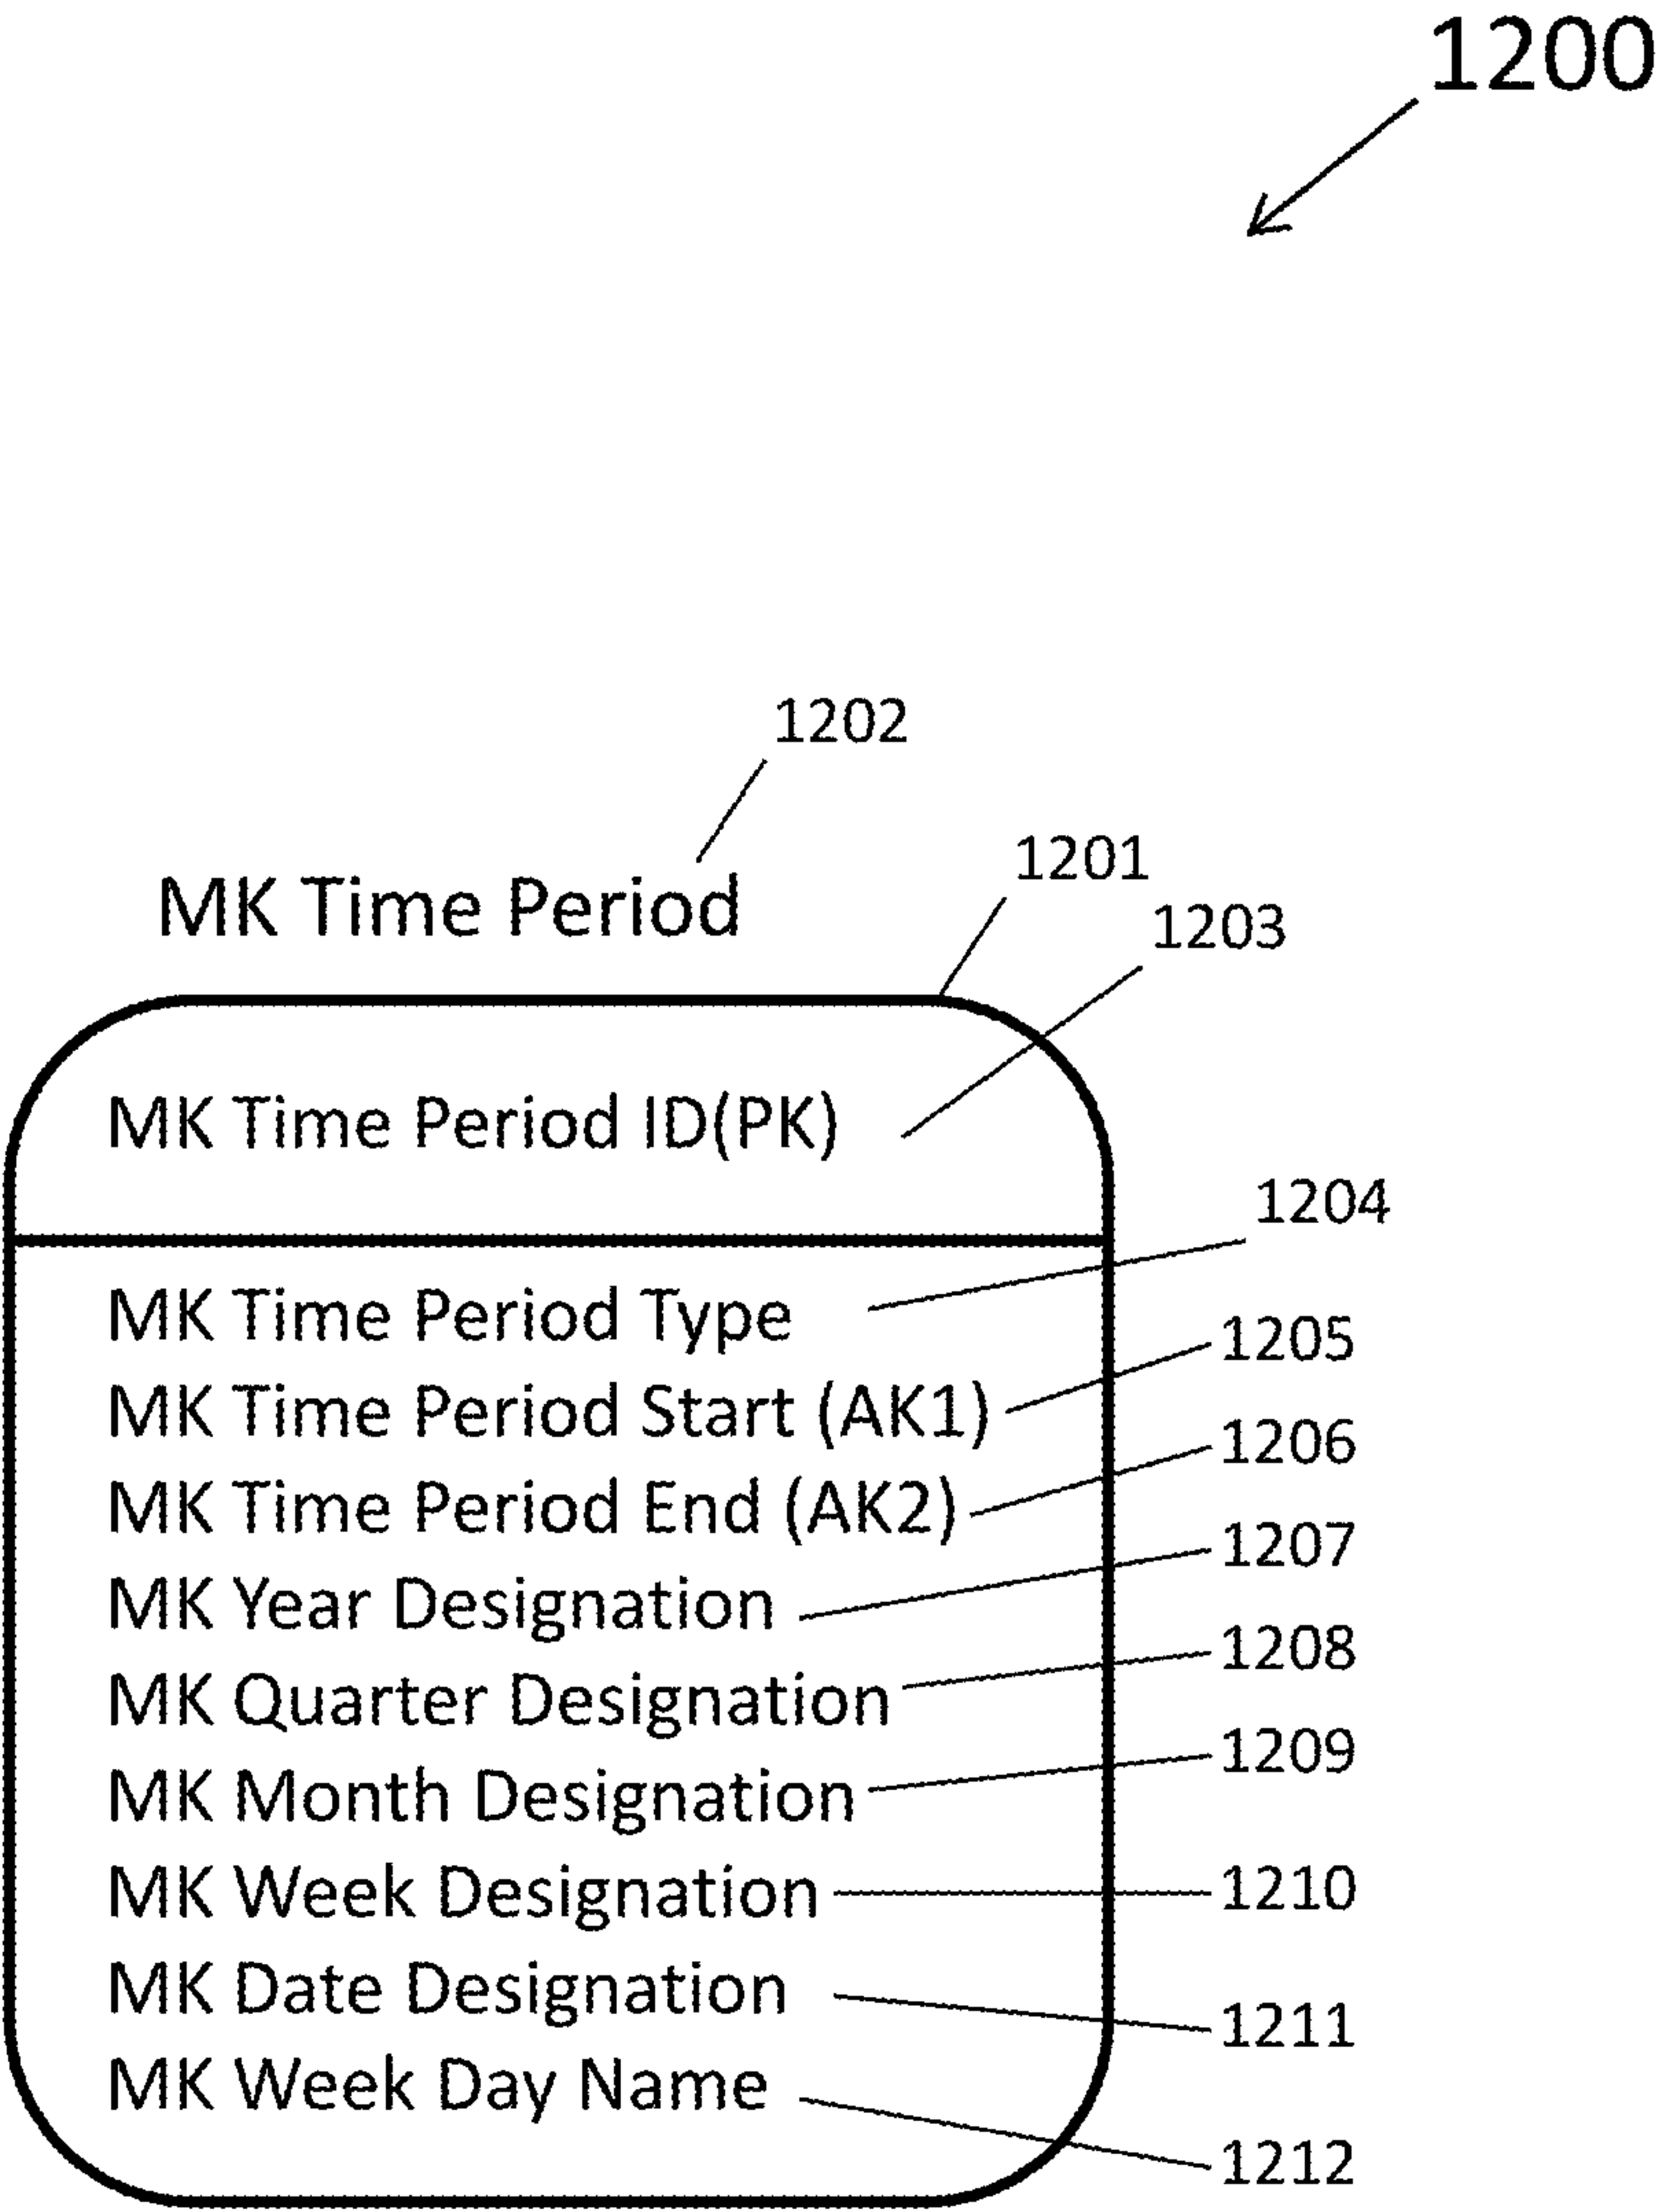 1200
1202
MK Time Period
1201
1203
MK Time Period ID(PK)
1204
MK Time Period Type
1205
MK Time Period Start (AK1)
1206
MK Time Period End (AK2)
1207
MK Year Designation
1208
MK Quarter Designation
1209
MK Month Designation
MK Week Designation 1210
MK Date Designation
1211
MK Week Day Name
1212